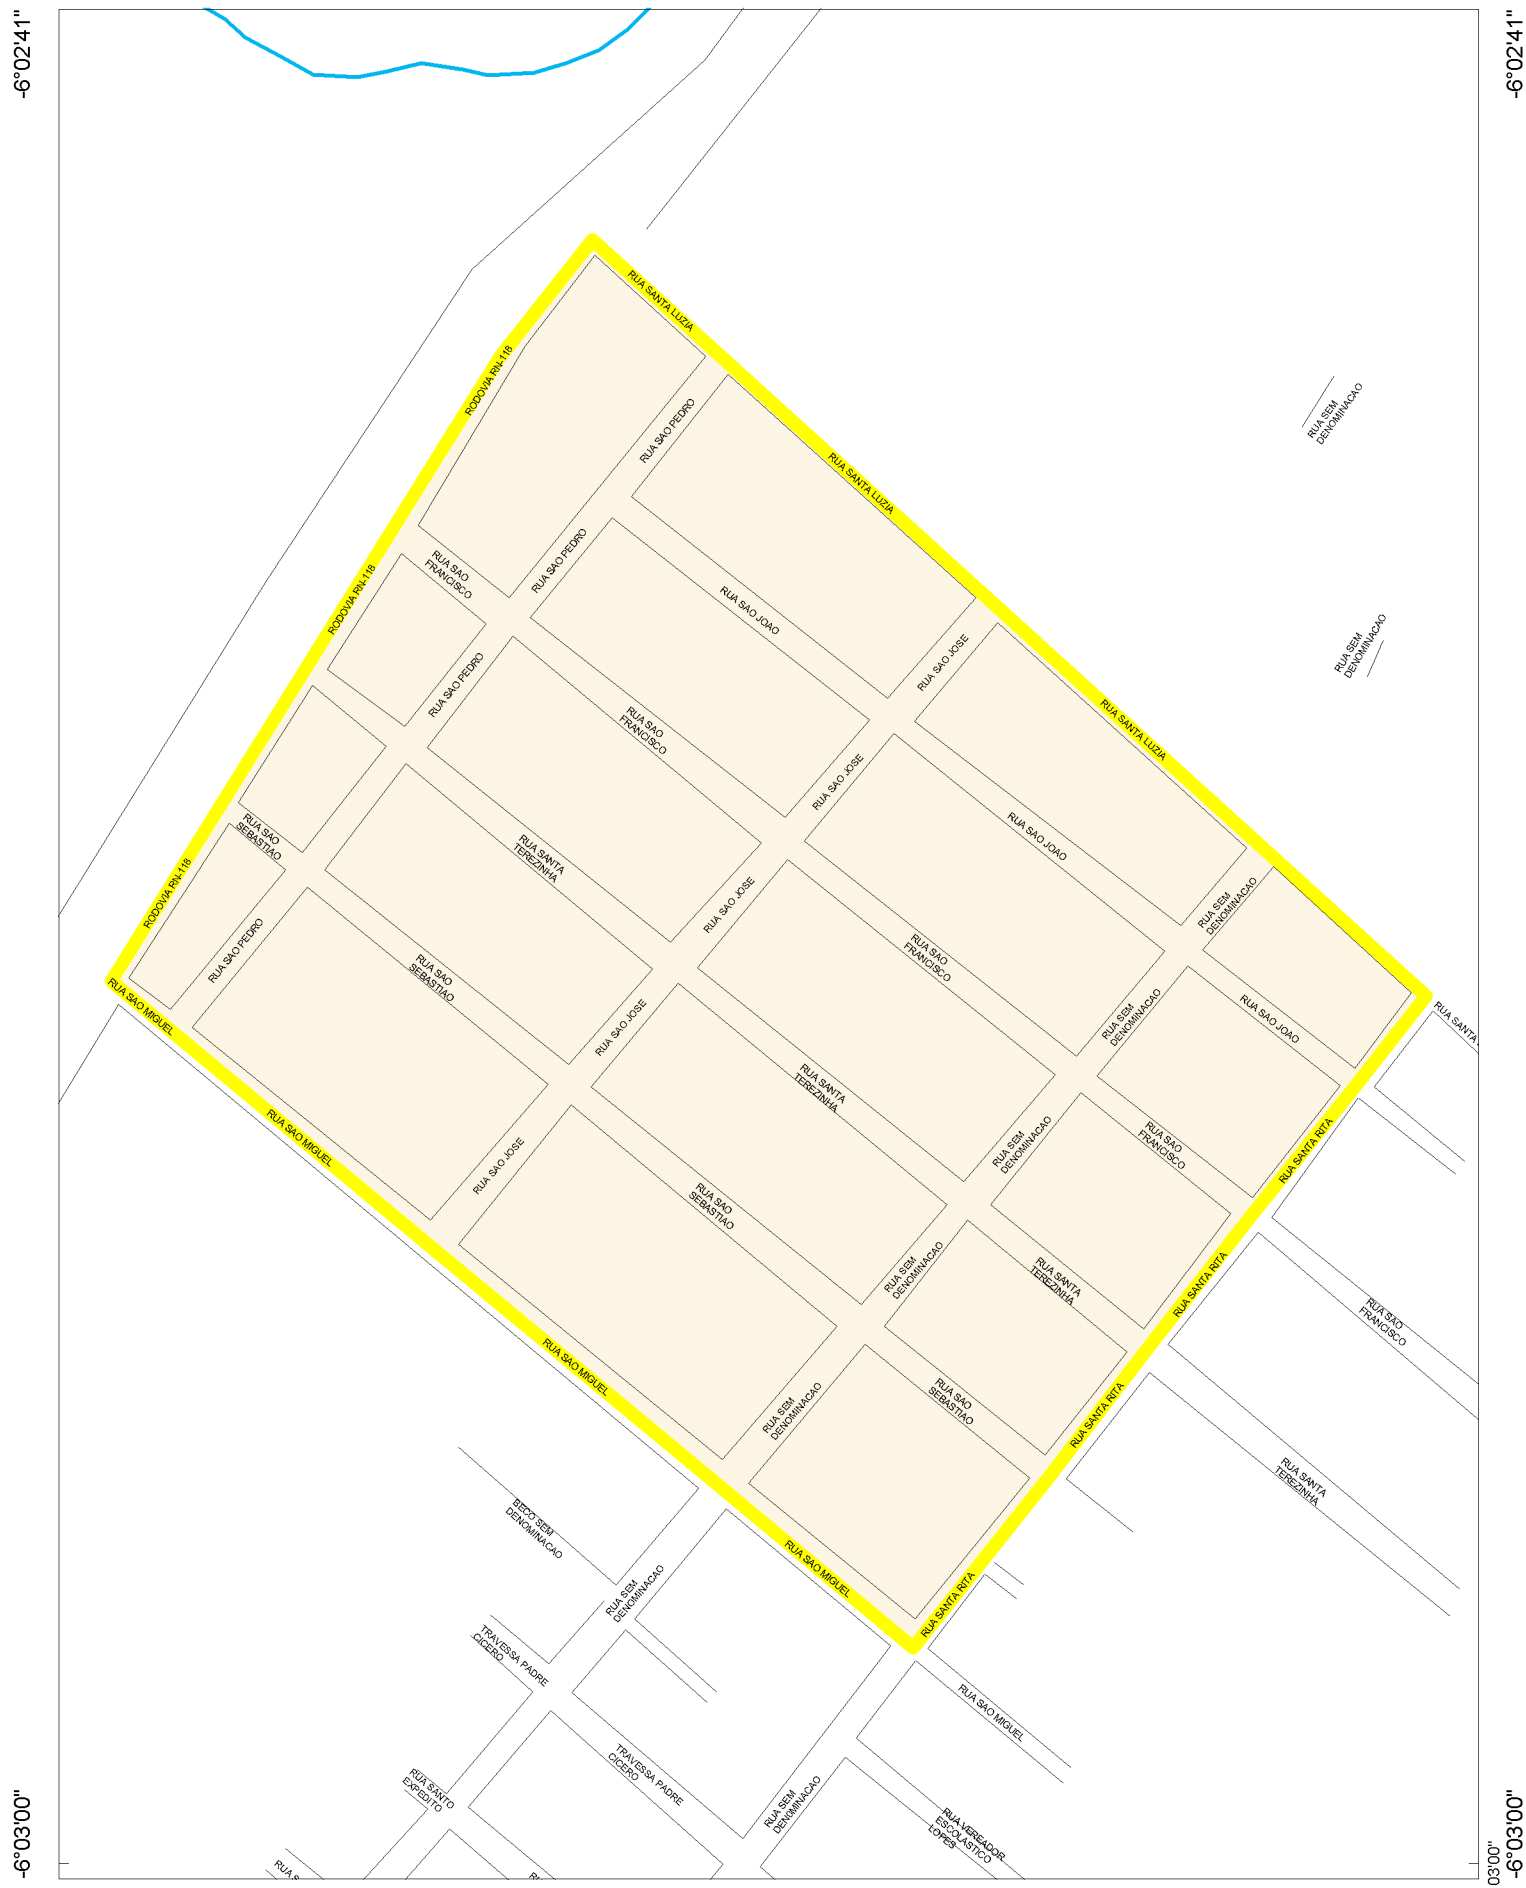 -6°02'41"
-6°02'41"
RUA SANTA LUZIA
RODOVIA RN-118
RUA SAO PEDRO
RUA SEM
DENOMINACAO
RUA SANTA LUZIA
RUA SAO PEDRO
RUA SAO
FRANCISCO
RODOVIA RN-118
RUA SAO JOAO
RUA SAO JOSE
RUA SEM
DENOMINACAO
RUA SAO PEDRO
RUA SAO
FRANCISCO
RUA SANTA LUZIA
RUA SAO JOSE
RUA SAO
SEBASTIAO
RUA SANTA
TEREZINHA
RUA SAO JOAO
RODOVIA RN-118
RUA SAO JOSE
RUA SEM
DENOMINACAO
RUA SAO PEDRO
RUA SAO
SEBASTIAO
RUA SAO
FRANCISCO
RUA SAO MIGUEL
RUA SAO JOSE
RUA SEM
DENOMINACAO
RUA SAO JOAO
RUA SANTA
RUA SANTA
TEREZINHA
RUA SAO MIGUEL
RUA SAO JOSE
RUA SEM
DENOMINACAO
RUA SAO
FRANCISCO
RUA SANTA RITA
RUA SAO
SEBASTIAO
RUA SEM
DENOMINACAO
RUA SANTA
TEREZINHA
RUA SANTA RITA
RUA SAO
FRANCISCO
RUA SAO MIGUEL
RUA SEM
DENOMINACAO
RUA SAO
SEBASTIAO
RUA SANTA RITA
RUA SANTA
TEREZINHA
BECO SEM
DENOMINACAO
RUA SAO MIGUEL
RUA SEM
DENOMINACAO
RUA SANTA RITA
TRAVESSA PADRE
CICERO
RUA SAO MIGUEL
TRAVESSA PADRE
CICERO
RUA SANTO
EXPEDITO
RUA SEM
DENOMINACAO
RUA VEREADOR
ESCOLASTICO
LOPES
RUA S
RU
-6°03'00"
03'00"
-6°03'00"